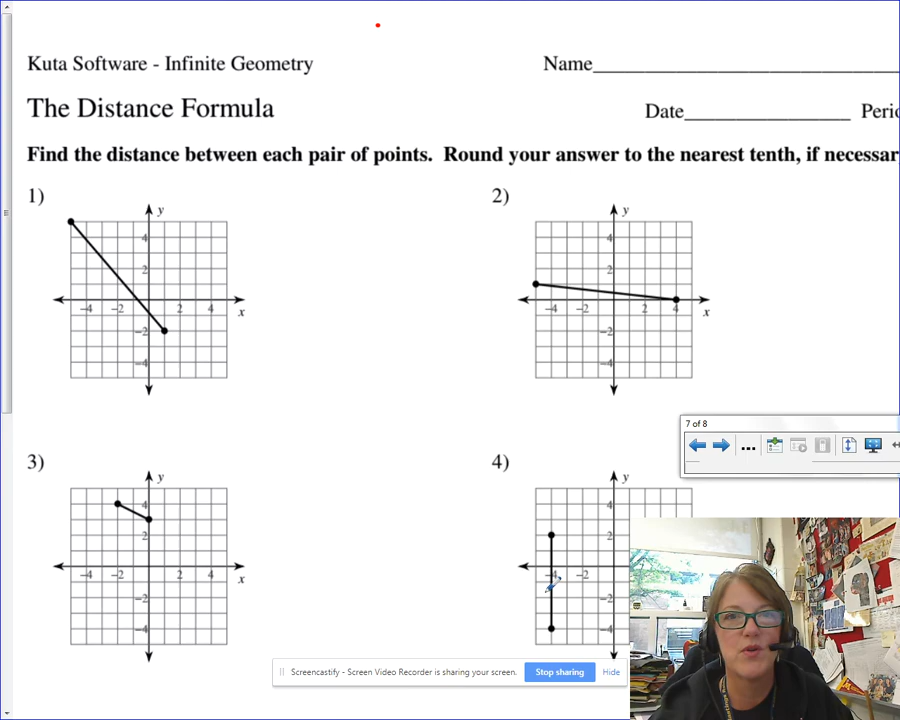 Kuta Software - Infinite Geometry
Name
The Distance Formula
Date Perio
Find the distance between each pair of points. Round your answer to the nearest tenth, if necessar
1)
y
4
2
-4 -2 2 4
x
-2
-4
2)
y
4
2
-4 -2 2 4
x
-2
-4
7 of 8
...
3)
y
4
2
-4 -2 2 4
x
-2
-4
4)
y
4
2
-4 -2
-2
-4
Screencastify - Screen Video Recorder is sharing your screen.
Stop sharing
Hide